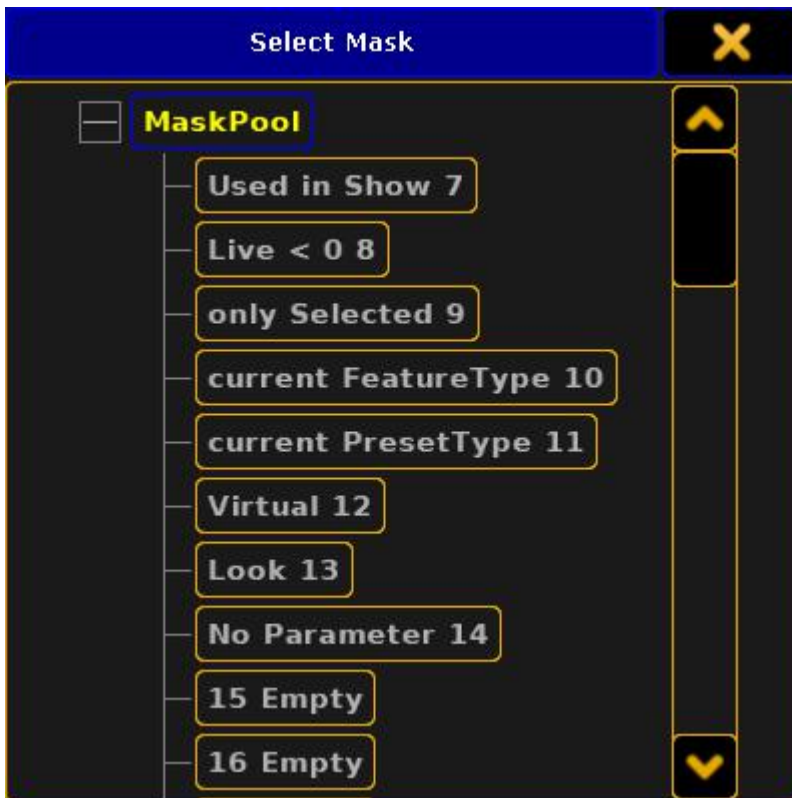 Select Mask
MaskPool
Used in Show 7
Live < 0 8
only Selected 9
current FeatureType 10
current PresetType 11
Virtual 12
Look 13
No Parameter 14
15 Empty
16 Empty